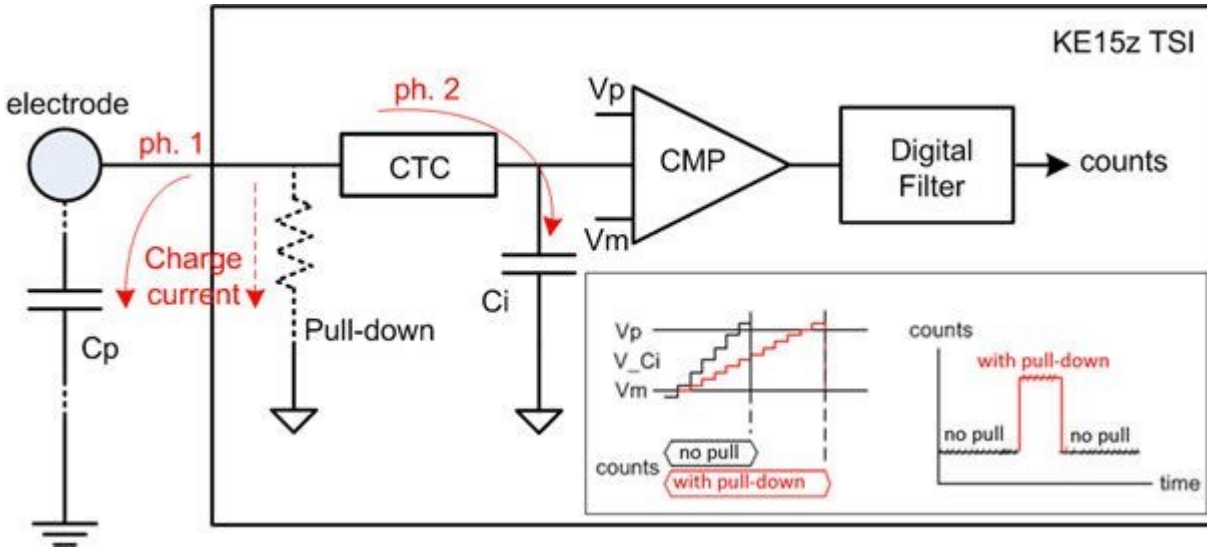 KE15z TSI
electrode
ph. 1
ph. 2
Vp
CTC
CMP
Digital
Filter
counts
Vm
Charge
current
Pull-down
Ci
Cp
Vp
V_Ci
Vm
no pull
counts
with pull-down
counts
with pull-down
no pull
no pull
time